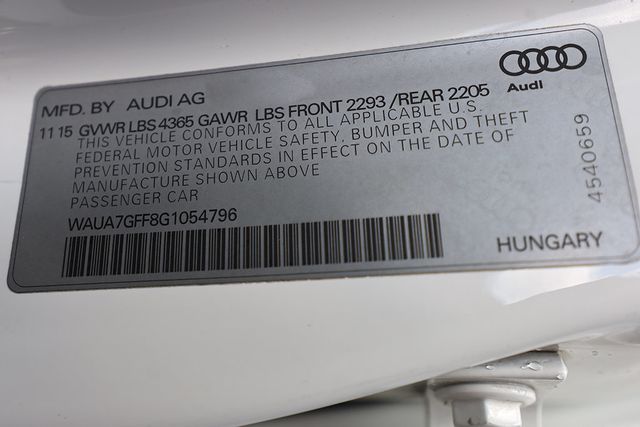 MFD. BY AUDI AG
Audi
11 15 GVWR LBS 4365 GAWR LBS FRONT 2293 /REAR 2205
THIS VEHICLE CONFORMS TO ALL APPLICABLE U.S.
FEDERAL MOTOR VEHICLE SAFETY, BUMPER AND THEFT
PREVENTION STANDARDS IN EFFECT ON THE DATE OF
MANUFACTURE SHOWN ABOVE
PASSENGER CAR
4540659
WAUA7GFF8G1054796
HUNGARY